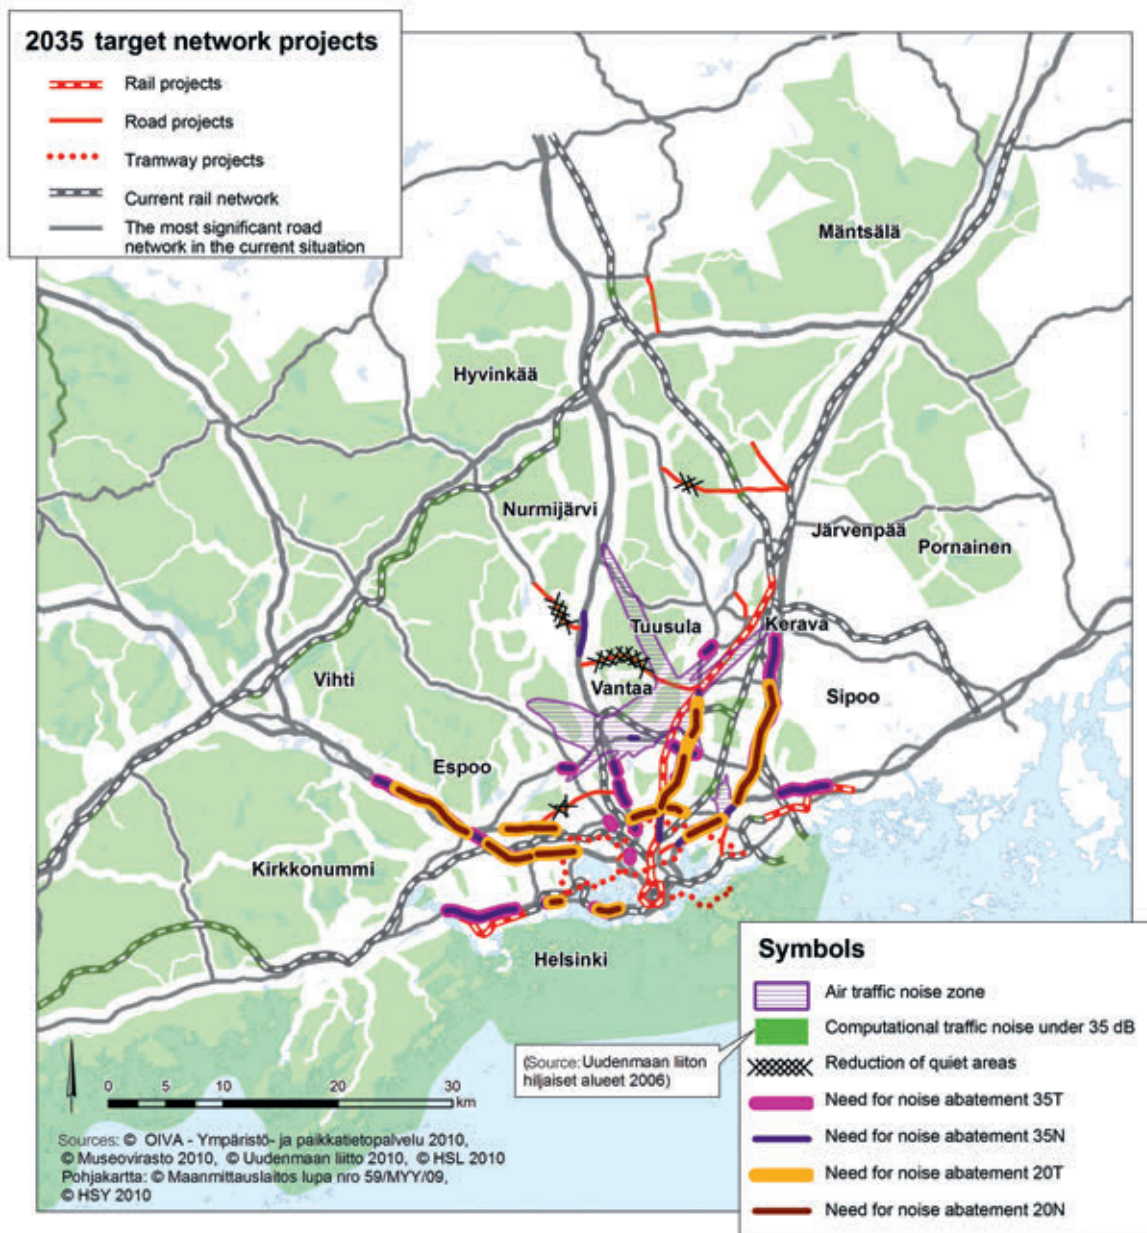 2035 target network projects
Rail projects
Road projects
Tramway projects
Current rail network
The most significant road
network in the current situation
Mäntsälä
Hyvinkää
Nurmijärvi
Järvenpää
Pornainen
Tuusula
Kerava
Vihti
Vantaa
Sipoo
Espoo
Kirkkonummi
Helsinki
Symbols
Air traffic noise zone
Computational traffic noise under 35 dB
Reduction of quiet areas
Need for noise abatement 35T
Need for noise abatement 35N
Need for noise abatement 20T
Need for noise abatement 20N
(Source: Uudenmaan liiton
hiljaiset alueet 2006)
0 5 10 20 30
km
Sources: © OIVA - Ympäristö- ja paikkatietopalvelu 2010,
© Museovirasto 2010, © Uudenmaan liitto 2010, © HSL 2010
Pohjakartta: © Maanmittauslaitos lupa nro 59/MYY/09,
© HSY 2010